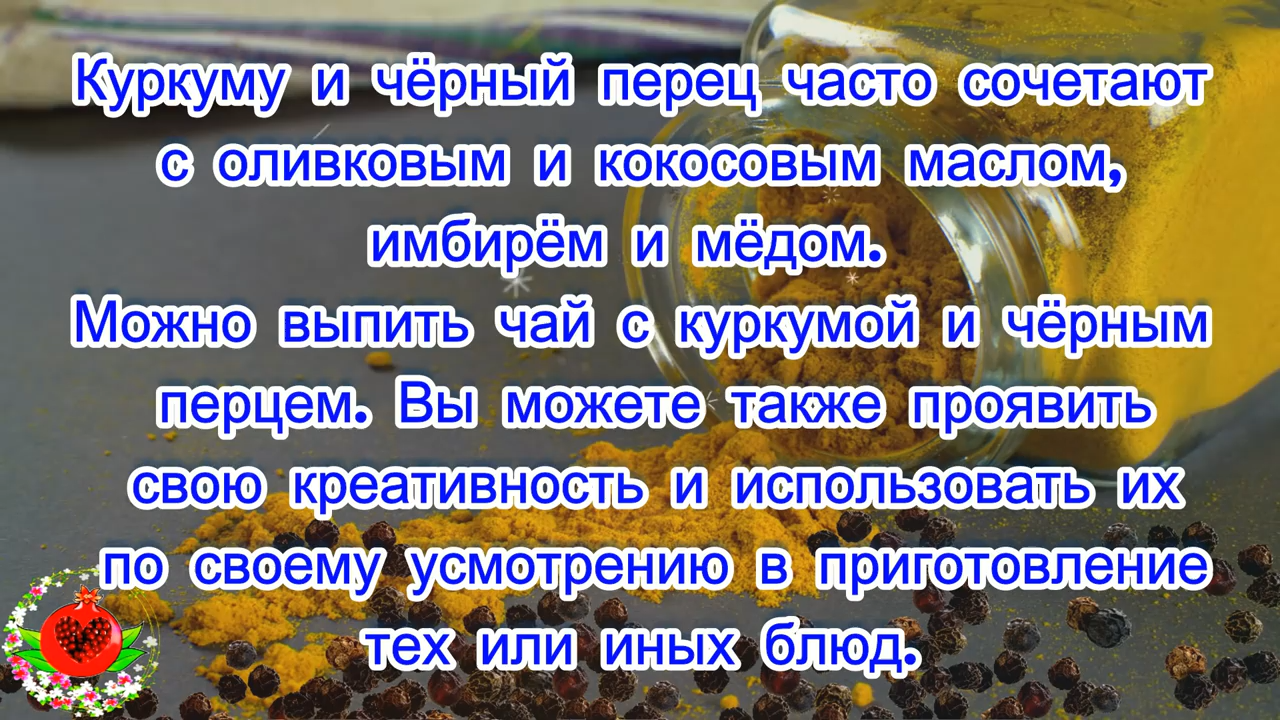 Куркуму и чёрный перец часто сочетают
с оливковым и кокосовым маслом,
имбирём и мёдом.
Можно выпить чай с куркумой и чёрным
перцем. Вы можете также проявить
свою креативность и использовать их
по своему усмотрению в приготовление
тех или иных блюд.